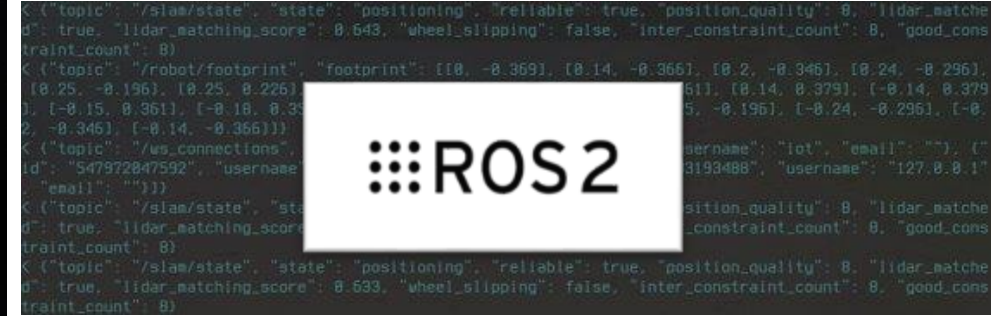 < {"topic": "/slam/state", "state": "positioning", "reliable": true, "position_quality": 8, "lidar_matche
d": true, "lidar_matching_score": 0.643, "wheel_slipping": false, "inter_constraint_count": 8, "good_cons
traint_count": 8}
< {"topic": "/robot/footprint", "footprint": [[0, -0.369], [0.14, -0.366], [0.2, -0.346], [0.24, -0.296],
[0.25, -0.196], [0.25, 0.226] 61], [0.14, 0.379], [-0.14, 0.379
], [-0.15, 0.361], [-0.18, 0.35 5, -0.196], [-0.24, -0.296], [-0.
2, -0.346], [-0.14, -0.366]]}
< {"topic": "/ws_connections", sername": "iot", "email": ""}, {"
id": "547972847592", "username 3193488", "username": "127.0.0.1"
, "email": ""}]}
< {"topic": "/slam/state", "sta sition_quality": 8, "lidar_matche
d": true, "lidar_matching_score _constraint_count": 8, "good_cons
traint_count": 8}
< {"topic": "/slam/state", "state": "positioning", "reliable": true, "position_quality": 8, "lidar_matche
d": true, "lidar_matching_score": 0.633, "wheel_slipping": false, "inter_constraint_count": 8, "good_cons
traint_count": 8}
ROS 2